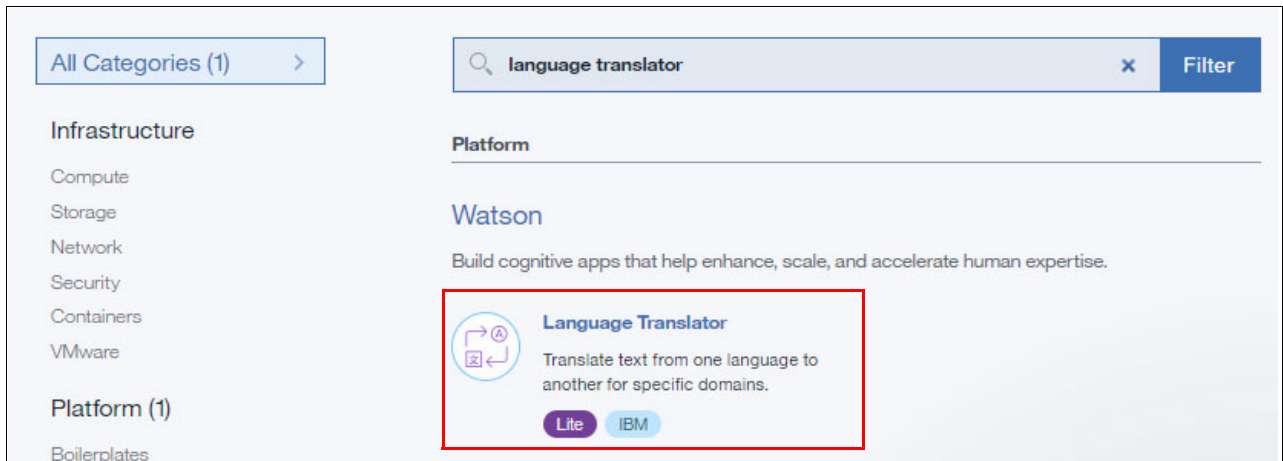 All Categories (1)
Infrastructure
Compute
Storage
Network
Security
Containers
VMware
Platform (1)
Boilerplates
language translator
Filter
Platform
Watson
Build cognitive apps that help enhance, scale, and accelerate human expertise.
Language Translator
Translate text from one language to
another for specific domains.
Lite IBM